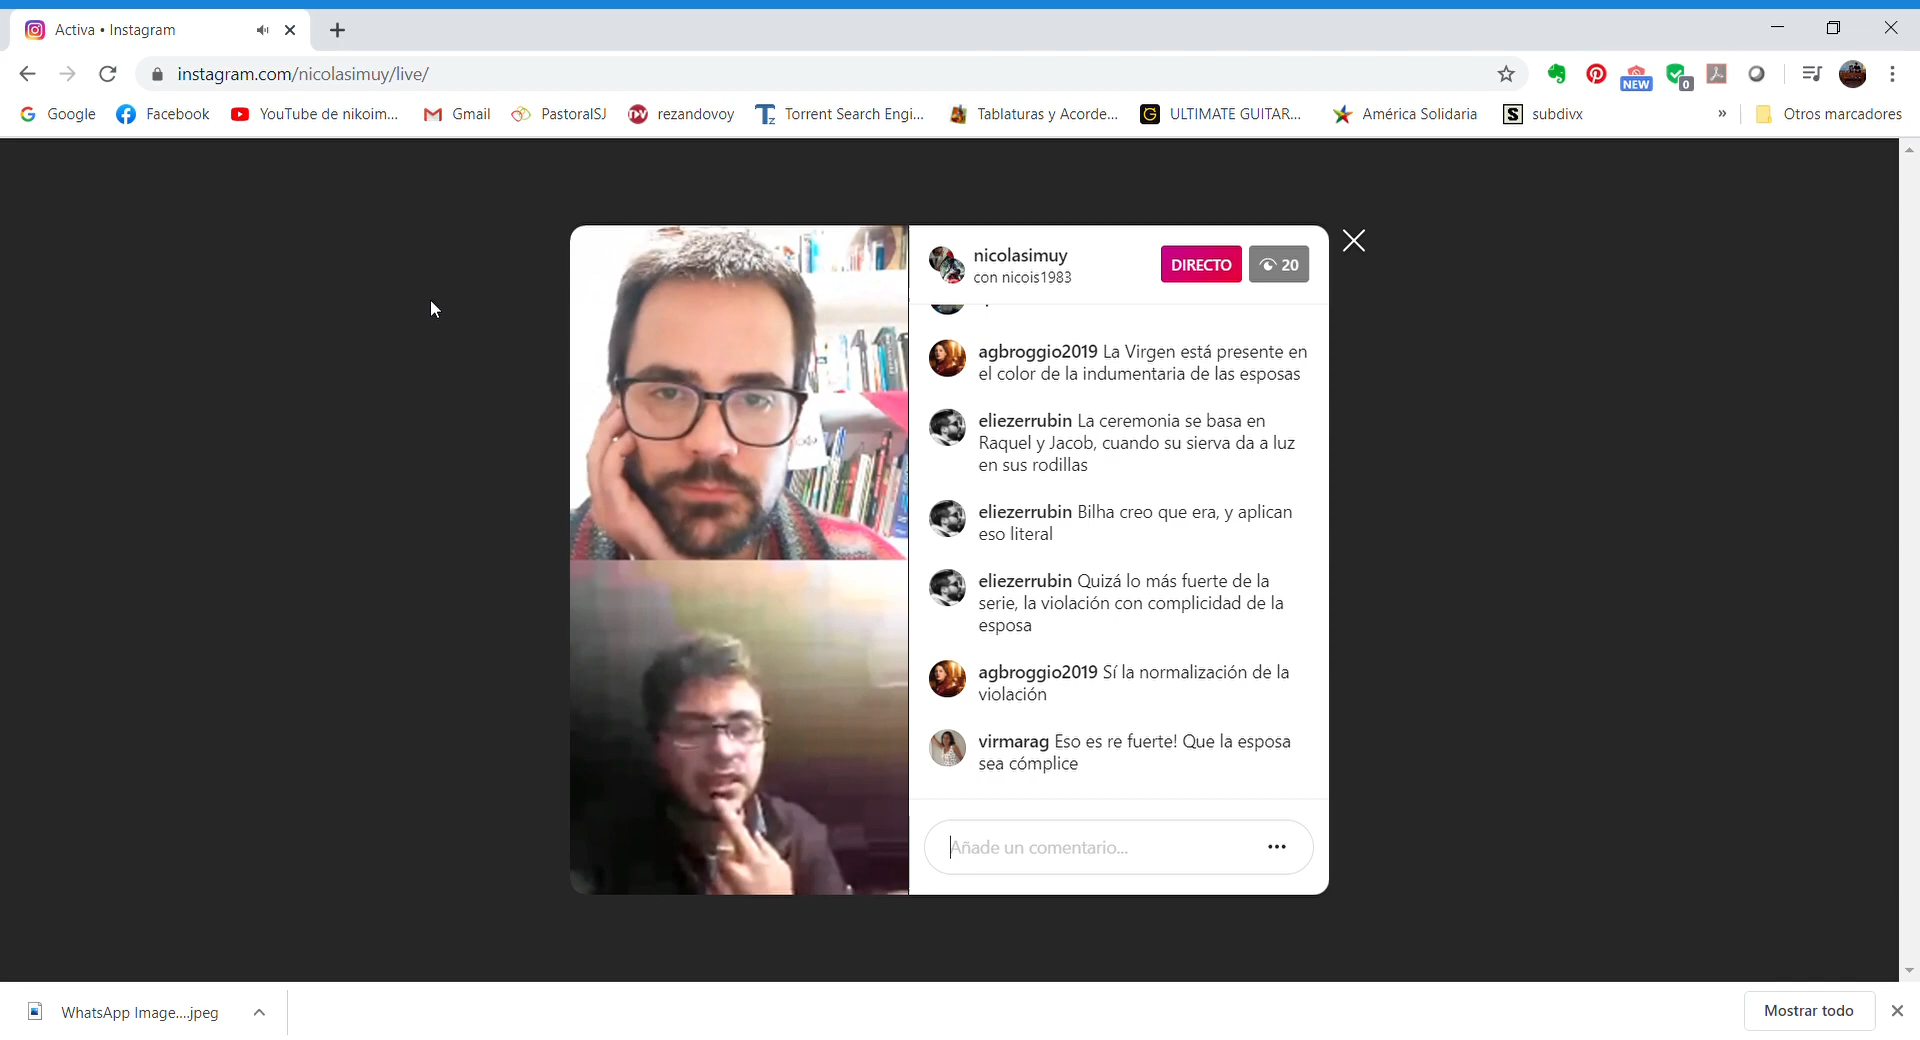 Activa • Instagram
instagram.com/nicolasimuy/live/
NEW
0
Google
Facebook
YouTube de nikoim...
Gmail
PastoralSJ
rezandovoy
Torrent Search Engi...
Tablaturas y Acorde...
ULTIMATE GUITAR...
América Solidaria
subdivx
»
Otros marcadores
nicolasimuy
con nicois1983
DIRECTO
20
agbroggio2019 La Virgen está presente en
el color de la indumentaria de las esposas
eliezerrubin La ceremonia se basa en
Raquel y Jacob, cuando su sierva da a luz
en sus rodillas
eliezerrubin Bilha creo que era, y aplican
eso literal
eliezerrubin Quizá lo más fuerte de la
serie, la violación con complicidad de la
esposa
agbroggio2019 Sí la normalización de la
violación
virmarag Eso es re fuerte! Que la esposa
sea cómplice
Añade un comentario...
WhatsApp Image....jpeg
Mostrar todo